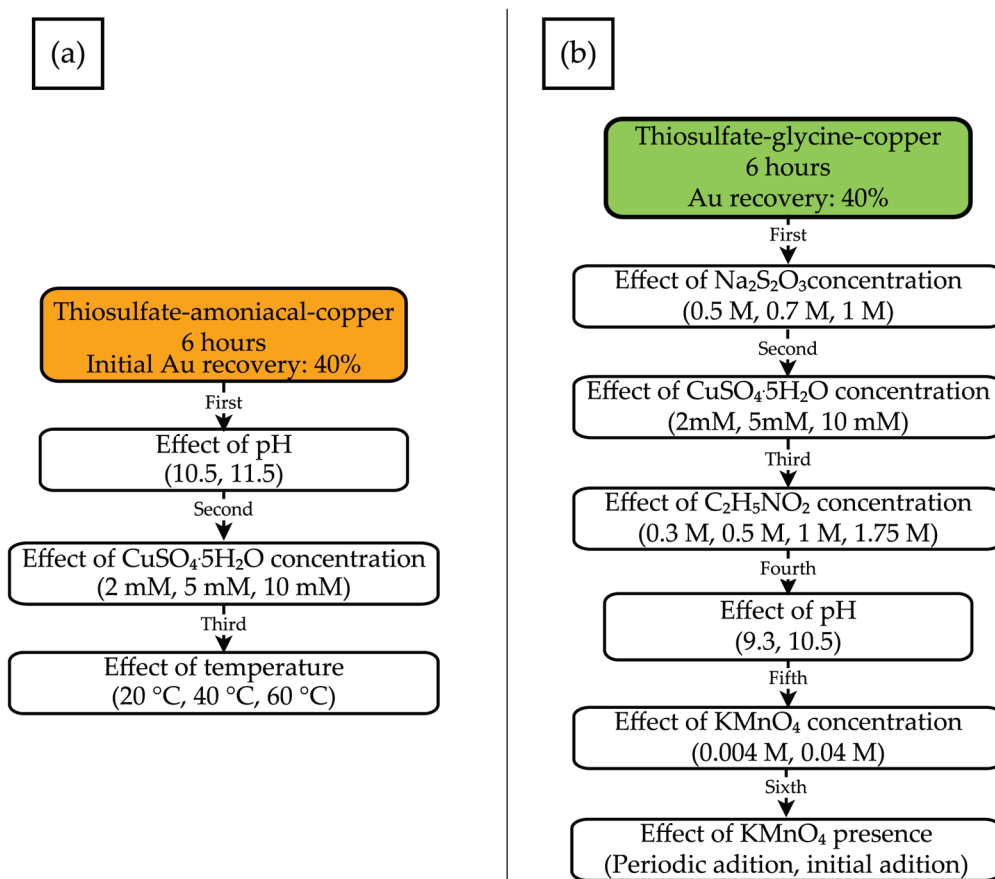 (a)
Thiosulfate-amoniacal-copper
6 hours
Initial Au recovery: 40%
First
Effect of pH
(10.5, 11.5)
Second
Effect of CuSO₄·5H₂O concentration
(2 mM, 5 mM, 10 mM)
Third
Effect of temperature
(20 °C, 40 °C, 60 °C)
(b)
Thiosulfate-glycine-copper
6 hours
Au recovery: 40%
First
Effect of Na₂S₂O₃concentration
(0.5 M, 0.7 M, 1 M)
Second
Effect of CuSO₄·5H₂O concentration
(2mM, 5mM, 10 mM)
Third
Effect of C₂H₅NO₂ concentration
(0.3 M, 0.5 M, 1 M, 1.75 M)
Fourth
Effect of pH
(9.3, 10.5)
Fifth
Effect of KMnO₄ concentration
(0.004 M, 0.04 M)
Sixth
Effect of KMnO₄ presence
(Periodic adition, initial adition)